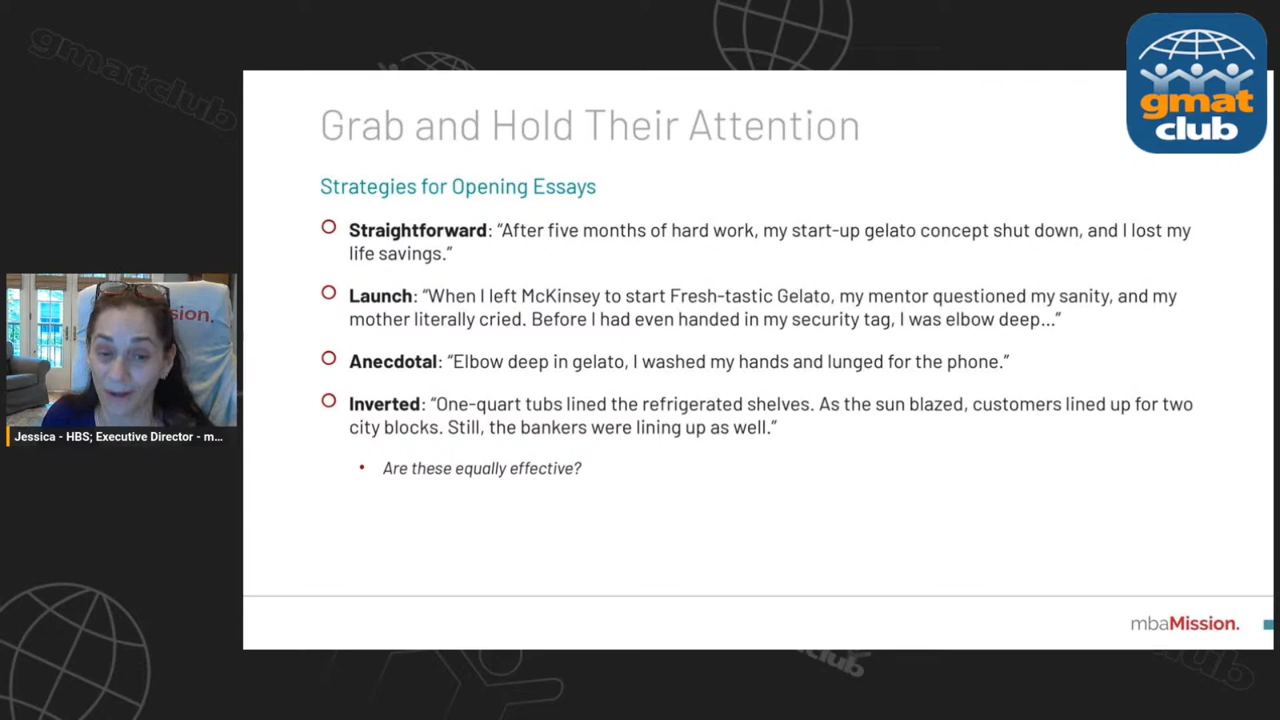 gmatclub
gmat
club
Grab and Hold Their Attention
Strategies for Opening Essays
Straightforward: “After five months of hard work, my start-up gelato concept shut down, and I lost my
life savings.”
Launch: “When I left McKinsey to start Fresh-tastic Gelato, my mentor questioned my sanity, and my
mother literally cried. Before I had even handed in my security tag, I was elbow deep...”
Anecdotal: “Elbow deep in gelato, I washed my hands and lunged for the phone.”
Inverted: “One-quart tubs lined the refrigerated shelves. As the sun blazed, customers lined up for two
city blocks. Still, the bankers were lining up as well.”
• Are these equally effective?
sion.
Jessica - HBS; Executive Director - m...
mbaMission.
club